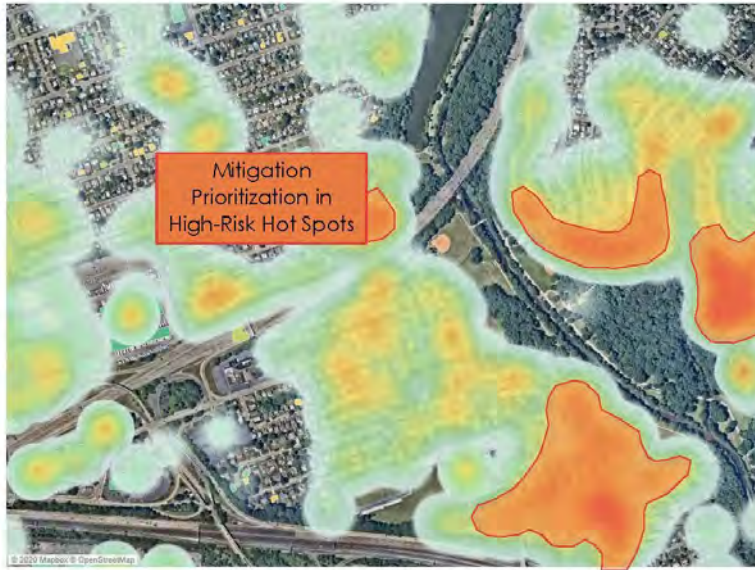 Mitigation
Prioritization in
High-Risk Hot Spots
© 2020 Mapbox © OpenStreetMap